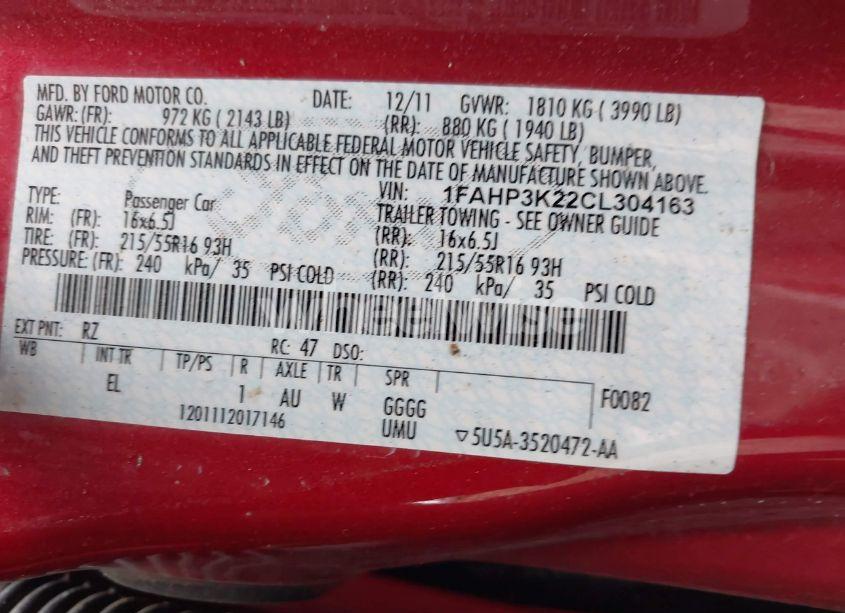 MFD. BY FORD MOTOR CO. DATE: 12/11 GVWR: 1810 KG ( 3990 LB)
GAWR: (FR): 972 KG ( 2143 LB) (RR): 880 KG ( 1940 LB)
THIS VEHICLE CONFORMS TO ALL APPLICABLE FEDERAL MOTOR VEHICLE SAFETY, BUMPER,
AND THEFT PREVENTION STANDARDS IN EFFECT ON THE DATE OF MANUFACTURE SHOWN ABOVE.
VIN: 1FAHP3K22CL304163
TYPE: Passenger Car TRAILER TOWING - SEE OWNER GUIDE
RIM: (FR): 16x6.5J (RR): 16x6.5J
TIRE: (FR): 215/55R16 93H (RR): 215/55R16 93H
PRESSURE: (FR): 240 kPa/ 35 PSI COLD (RR): 240 kPa/ 35 PSI COLD
EXT PNT: RZ RC: 47 DSO:
WB INT TR TP/PS R AXLE TR SPR
EL 1 AU W GGGG F0082
1201112017146 UMU ▽5U5A-3520472-AA